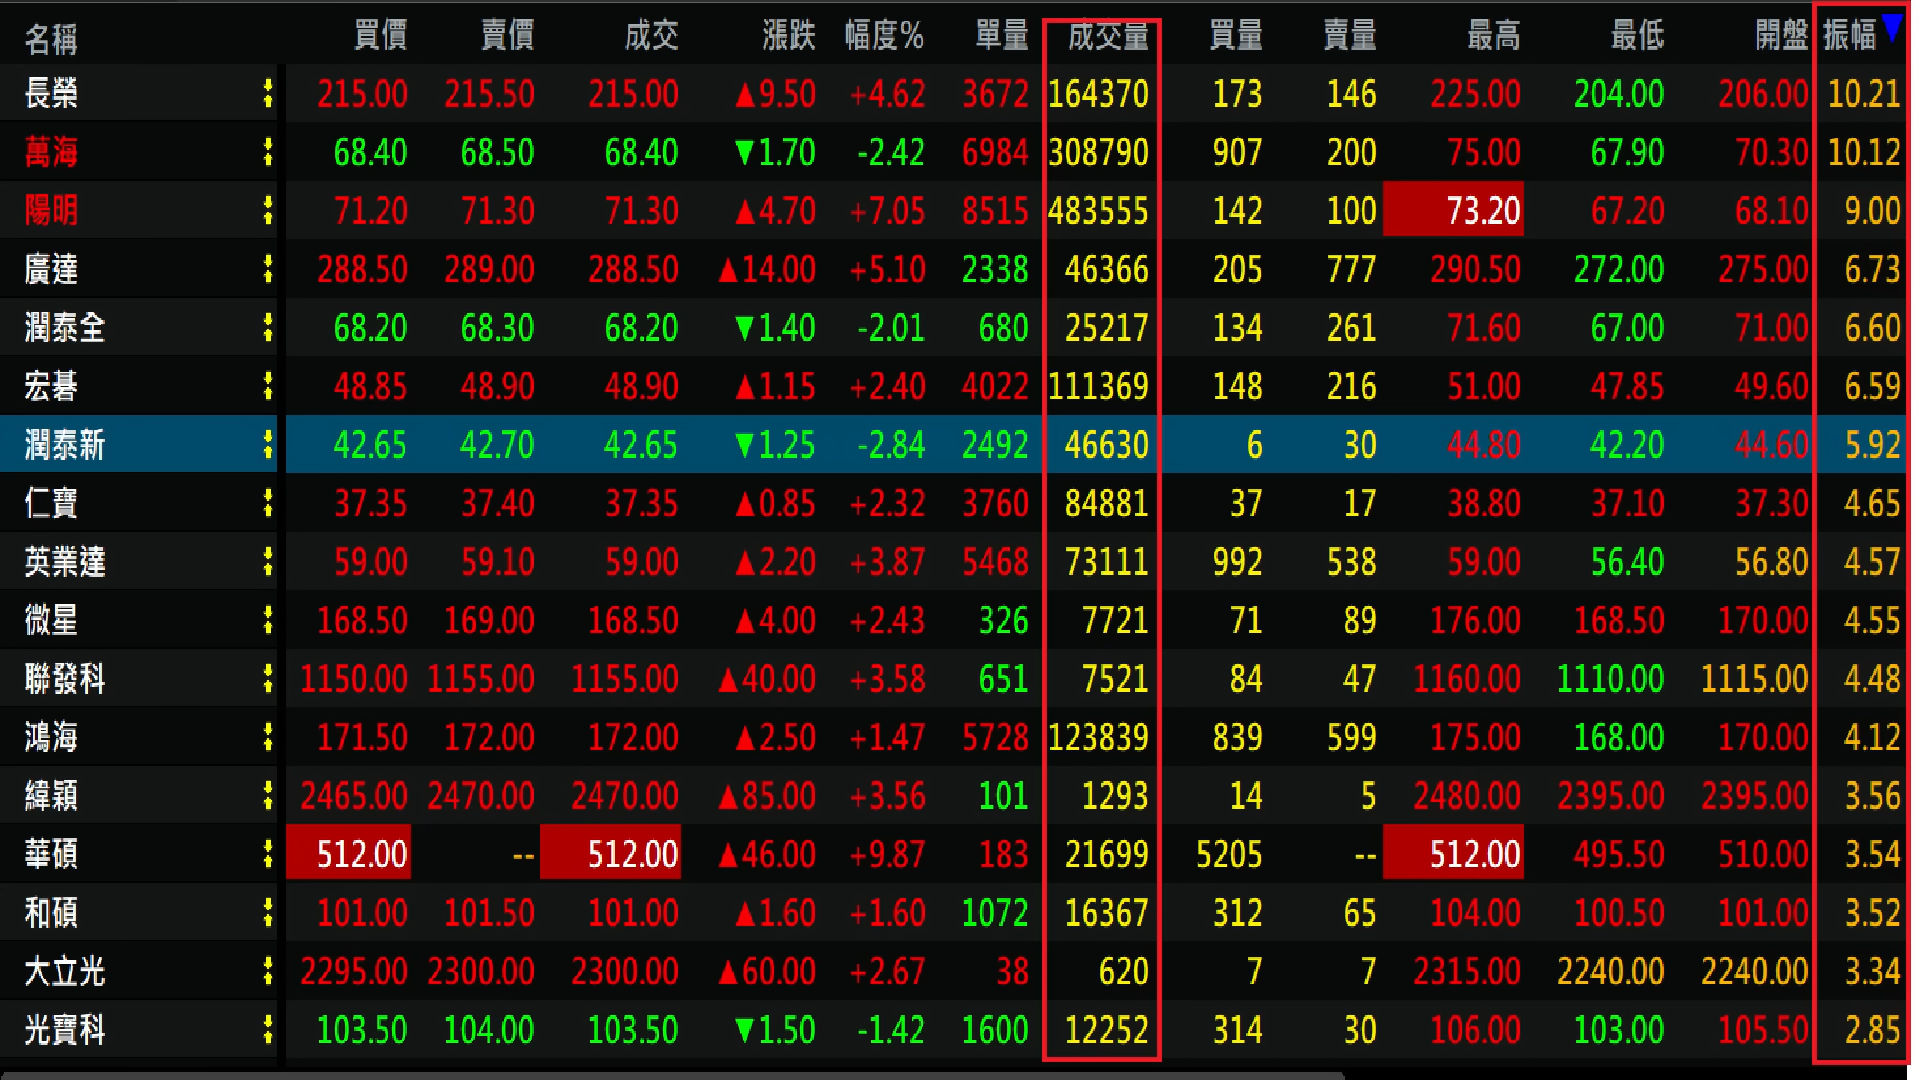 名稱 買價 賣價 成交 漲跌 幅度% 單量 成交量 買量 賣量 最高 最低 開盤 振幅▼
長榮 215.00 215.50 215.00 ▲9.50 +4.62 3672 164370 173 146 225.00 204.00 206.00 10.21
萬海 68.40 68.50 68.40 ▼1.70 -2.42 6984 308790 907 200 75.00 67.90 70.30 10.12
陽明 71.20 71.30 71.30 ▲4.70 +7.05 8515 483555 142 100 73.20 67.20 68.10 9.00
廣達 288.50 289.00 288.50 ▲14.00 +5.10 2338 46366 205 777 290.50 272.00 275.00 6.73
潤泰全 68.20 68.30 68.20 ▼1.40 -2.01 680 25217 134 261 71.60 67.00 71.00 6.60
宏碁 48.85 48.90 48.90 ▲1.15 +2.40 4022 111369 148 216 51.00 47.85 49.60 6.59
潤泰新 42.65 42.70 42.65 ▼1.25 -2.84 2492 46630 6 30 44.80 42.20 44.60 5.92
仁寶 37.35 37.40 37.35 ▲0.85 +2.32 3760 84881 37 17 38.80 37.10 37.30 4.65
英業達 59.00 59.10 59.00 ▲2.20 +3.87 5468 73111 992 538 59.00 56.40 56.80 4.57
微星 168.50 169.00 168.50 ▲4.00 +2.43 326 7721 71 89 176.00 168.50 170.00 4.55
聯發科 1150.00 1155.00 1155.00 ▲40.00 +3.58 651 7521 84 47 1160.00 1110.00 1115.00 4.48
鴻海 171.50 172.00 172.00 ▲2.50 +1.47 5728 123839 839 599 175.00 168.00 170.00 4.12
緯穎 2465.00 2470.00 2470.00 ▲85.00 +3.56 101 1293 14 5 2480.00 2395.00 2395.00 3.56
華碩 512.00 -- 512.00 ▲46.00 +9.87 183 21699 5205 -- 512.00 495.50 510.00 3.54
和碩 101.00 101.50 101.00 ▲1.60 +1.60 1072 16367 312 65 104.00 100.50 101.00 3.52
大立光 2295.00 2300.00 2300.00 ▲60.00 +2.67 38 620 7 7 2315.00 2240.00 2240.00 3.34
光寶科 103.50 104.00 103.50 ▼1.50 -1.42 1600 12252 314 30 106.00 103.00 105.50 2.85